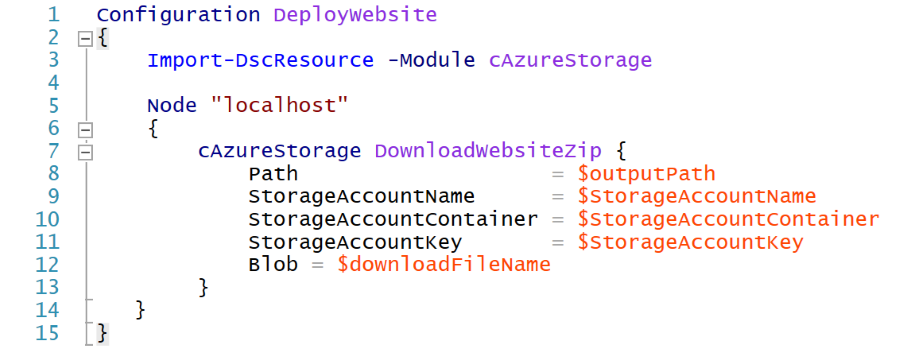 1 Configuration DeployWebsite
2 {
3 Import-DscResource -Module cAzureStorage
4
5 Node "localhost"
6 {
7 cAzureStorage DownloadWebsiteZip {
8 Path = $outputPath
9 StorageAccountName = $StorageAccountName
10 StorageAccountContainer = $StorageAccountContainer
11 StorageAccountKey = $StorageAccountKey
12 Blob = $downloadFileName
13 }
14 }
15 }